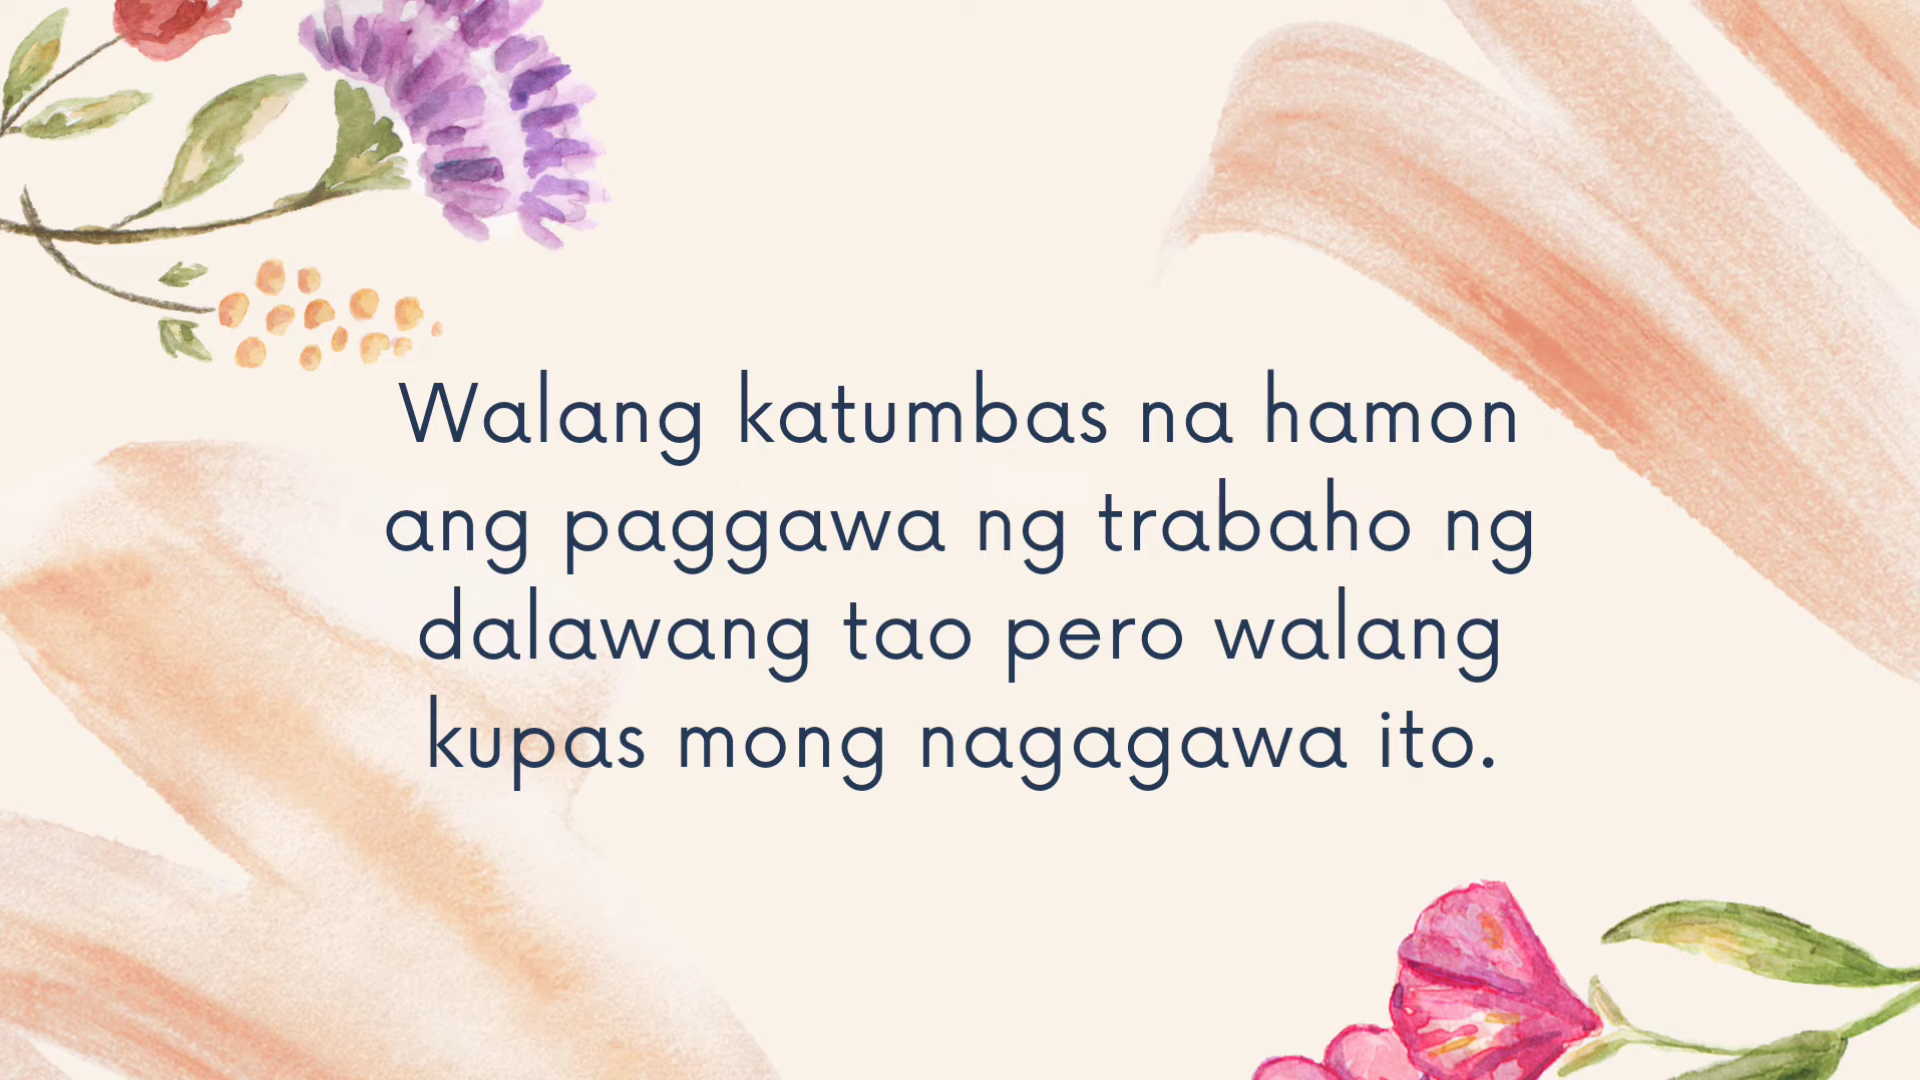 Walang katumbas na hamon
ang paggawa ng trabaho ng
dalawang tao pero walang
kupas mong nagagawa ito.